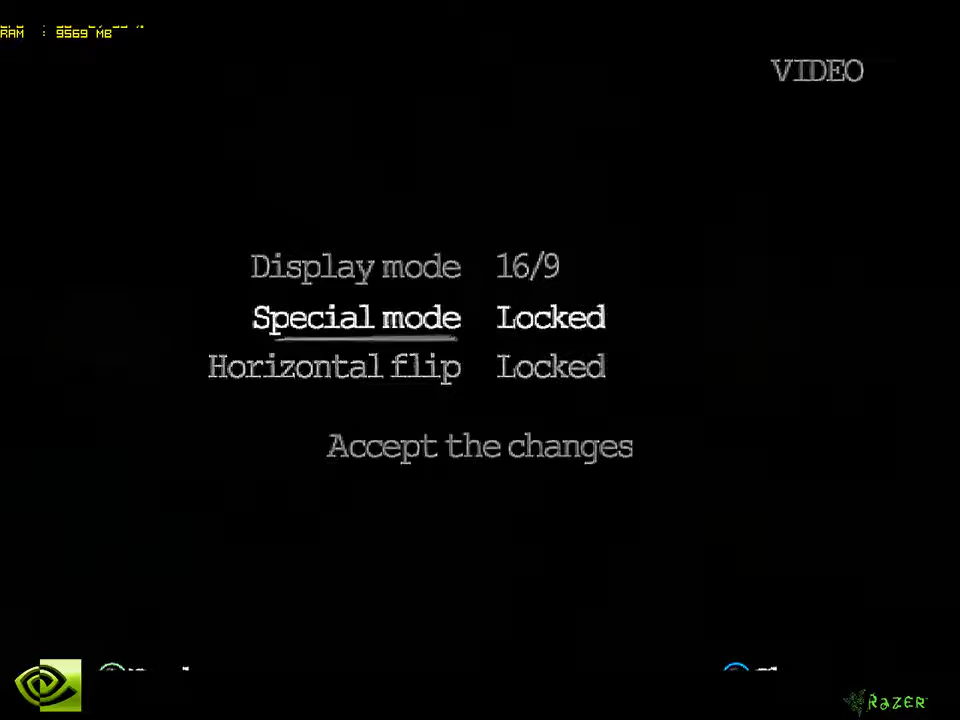 RAM : 9569 MB
VIDEO
Display mode 16/9
Special mode Locked
Horizontal flip Locked
Accept the changes
RAZER